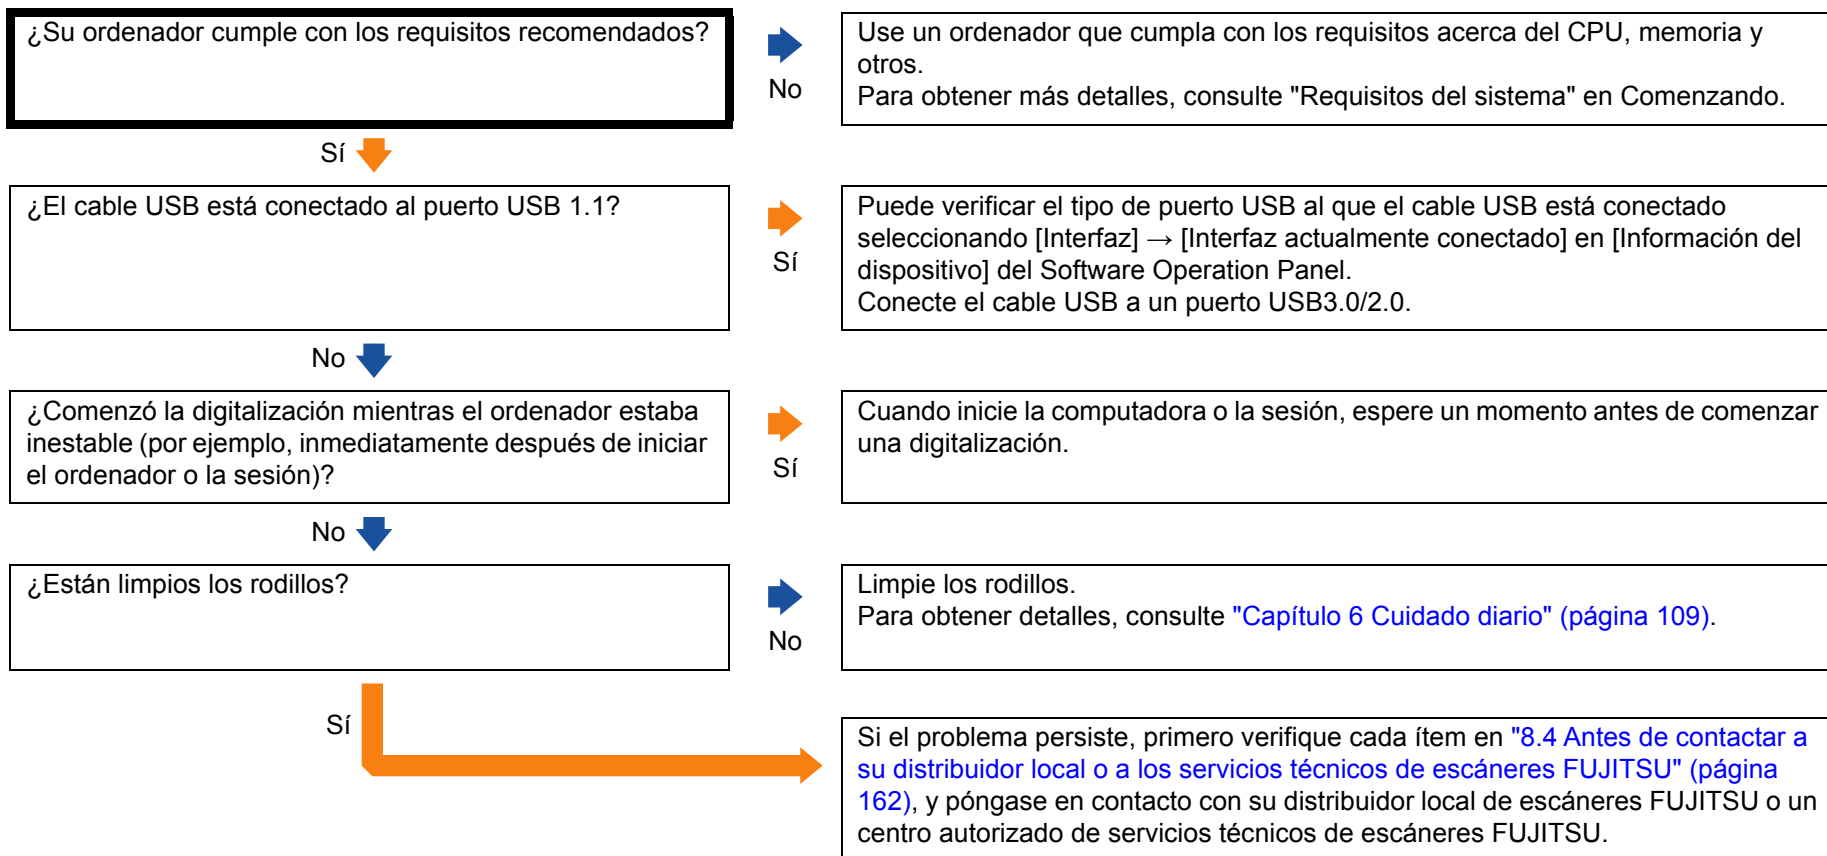 ¿Su ordenador cumple con los requisitos recomendados?
No
Use un ordenador que cumpla con los requisitos acerca del CPU, memoria y
otros.
Para obtener más detalles, consulte "Requisitos del sistema" en Comenzando.
Sí
¿El cable USB está conectado al puerto USB 1.1?
Sí
Puede verificar el tipo de puerto USB al que el cable USB está conectado
seleccionando [Interfaz] → [Interfaz actualmente conectado] en [Información del
dispositivo] del Software Operation Panel.
Conecte el cable USB a un puerto USB3.0/2.0.
No
¿Comenzó la digitalización mientras el ordenador estaba
inestable (por ejemplo, inmediatamente después de iniciar
el ordenador o la sesión)?
Sí
Cuando inicie la computadora o la sesión, espere un momento antes de comenzar
una digitalización.
No
¿Están limpios los rodillos?
No
Limpie los rodillos.
Para obtener detalles, consulte "Capítulo 6 Cuidado diario" (página 109).
Sí
Si el problema persiste, primero verifique cada ítem en "8.4 Antes de contactar a
su distribuidor local o a los servicios técnicos de escáneres FUJITSU" (página
162), y póngase en contacto con su distribuidor local de escáneres FUJITSU o un
centro autorizado de servicios técnicos de escáneres FUJITSU.